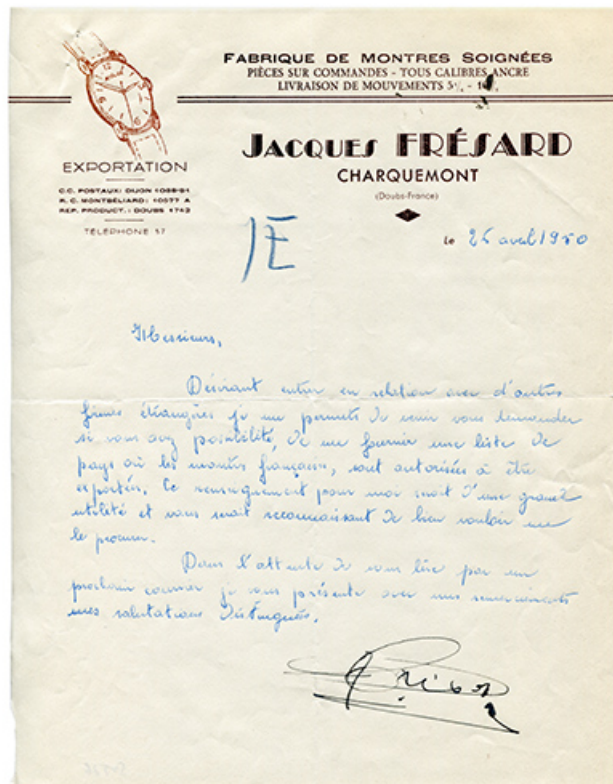 FABRIQUE DE MONTRES SOIGNÉES
PIÈCES SUR COMMANDES - TOUS CALIBRES ANCRE
LIVRAISON DE MOUVEMENTS 5¼ -
JACQUES FRÉSARD
CHARQUEMONT
(Doubs-France)
EXPORTATION
C.C. POSTAUX: DIJON 1088-91
R. C. MONTBÉLIARD: 10077 A
REP. PRODUCT.: DOUBS 1742
TÉLÉPHONE 57
le 26 avril 1950
Messieurs,
Désirant entrer en relation avec d'autres
firmes étrangères je me permets de venir vous demander
si vous avez possibilité, de me fournir une liste de
pays où les montres françaises, sont autorisées à être
exportées. Ce renseignement pour moi serait d'une grande
utilité et vous serait reconnaissant de bien vouloir me
le procurer.
Dans l'attente de vous lire par un
prochain courrier je vous présente avec mes remerciements
mes salutations distinguées.